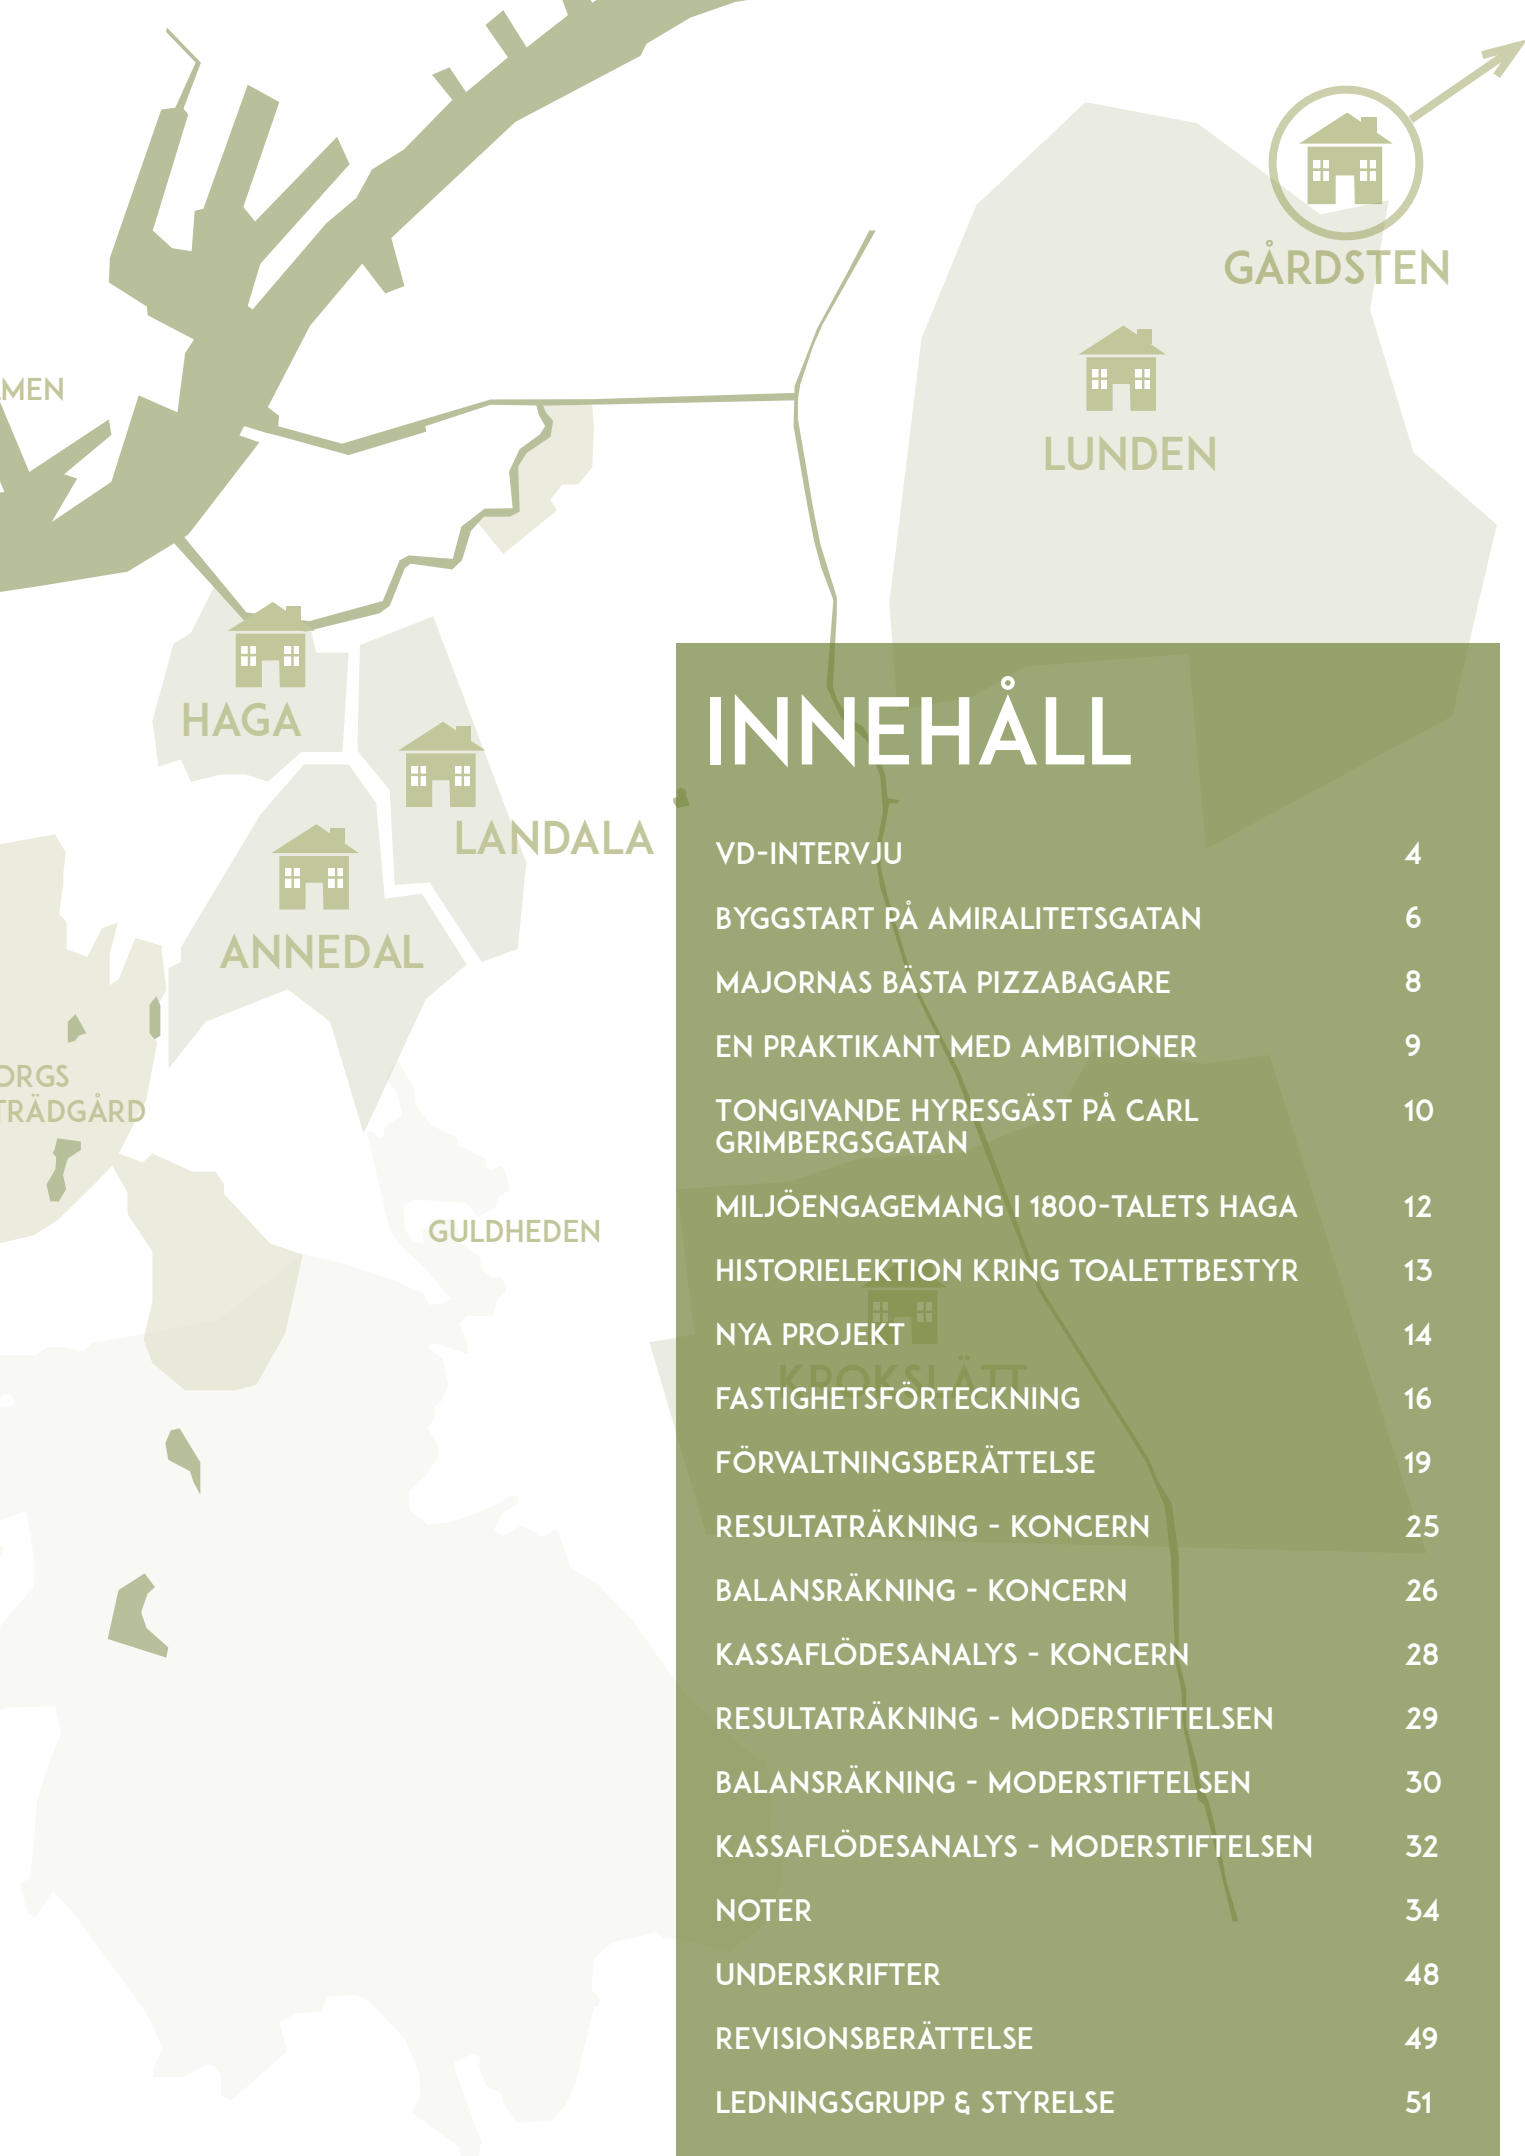 GÅRDSTEN
LMEN
LUNDEN
HAGA
LANDALA
ANNEDAL
ORGS
TRÄDGÅRD
GULDHEDEN
KROKSLÄTT
INNEHÅLL
VD-INTERVJU 4
BYGGSTART PÅ AMIRALITETSGATAN 6
MAJORNAS BÄSTA PIZZABAGARE 8
EN PRAKTIKANT MED AMBITIONER 9
TONGIVANDE HYRESGÄST PÅ CARL 10
GRIMBERGSGATAN
MILJÖENGAGEMANG I 1800-TALETS HAGA 12
HISTORIELEKTION KRING TOALETTBESTYR 13
NYA PROJEKT 14
FASTIGHETSFÖRTECKNING 16
FÖRVALTNINGSBERÄTTELSE 19
RESULTATRÄKNING - KONCERN 25
BALANSRÄKNING - KONCERN 26
KASSAFLÖDESANALYS - KONCERN 28
RESULTATRÄKNING - MODERSTIFTELSEN 29
BALANSRÄKNING - MODERSTIFTELSEN 30
KASSAFLÖDESANALYS - MODERSTIFTELSEN 32
NOTER 34
UNDERSKRIFTER 48
REVISIONSBERÄTTELSE 49
LEDNINGSGRUPP & STYRELSE 51